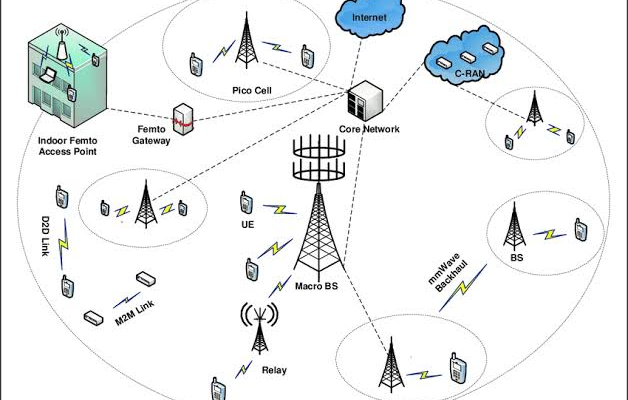 Internet
C-RAN
Pico Cell
Core Network
Indoor Femto
Access Point
Femto
Gateway
D2D Link
UE
M2M Link
Macro BS
mmWave
Backhaul
BS
Relay